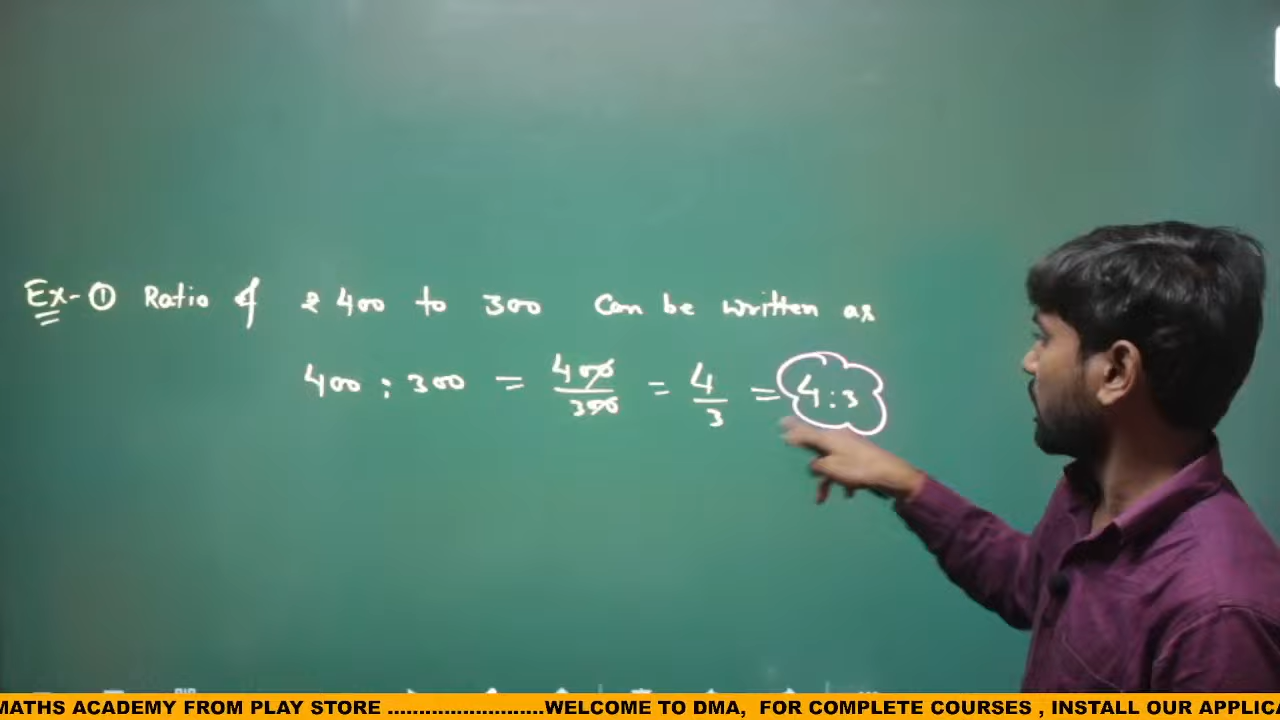 Ex-① Ratio of ₹ 400 to 300 can be written as
400 : 300 = 400/300 = 4/3 = 4:3
MATHS ACADEMY FROM PLAY STORE ........................WELCOME TO DMA, FOR COMPLETE COURSES , INSTALL OUR APPLICA